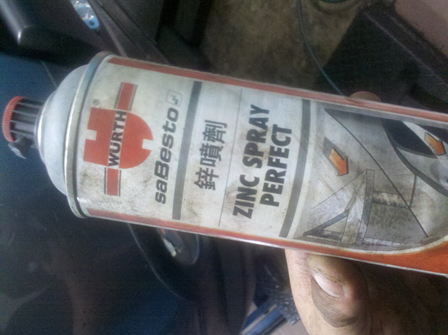 WÜRTH
saBesto
鋅噴劑
ZINC SPRAY
PERFECT